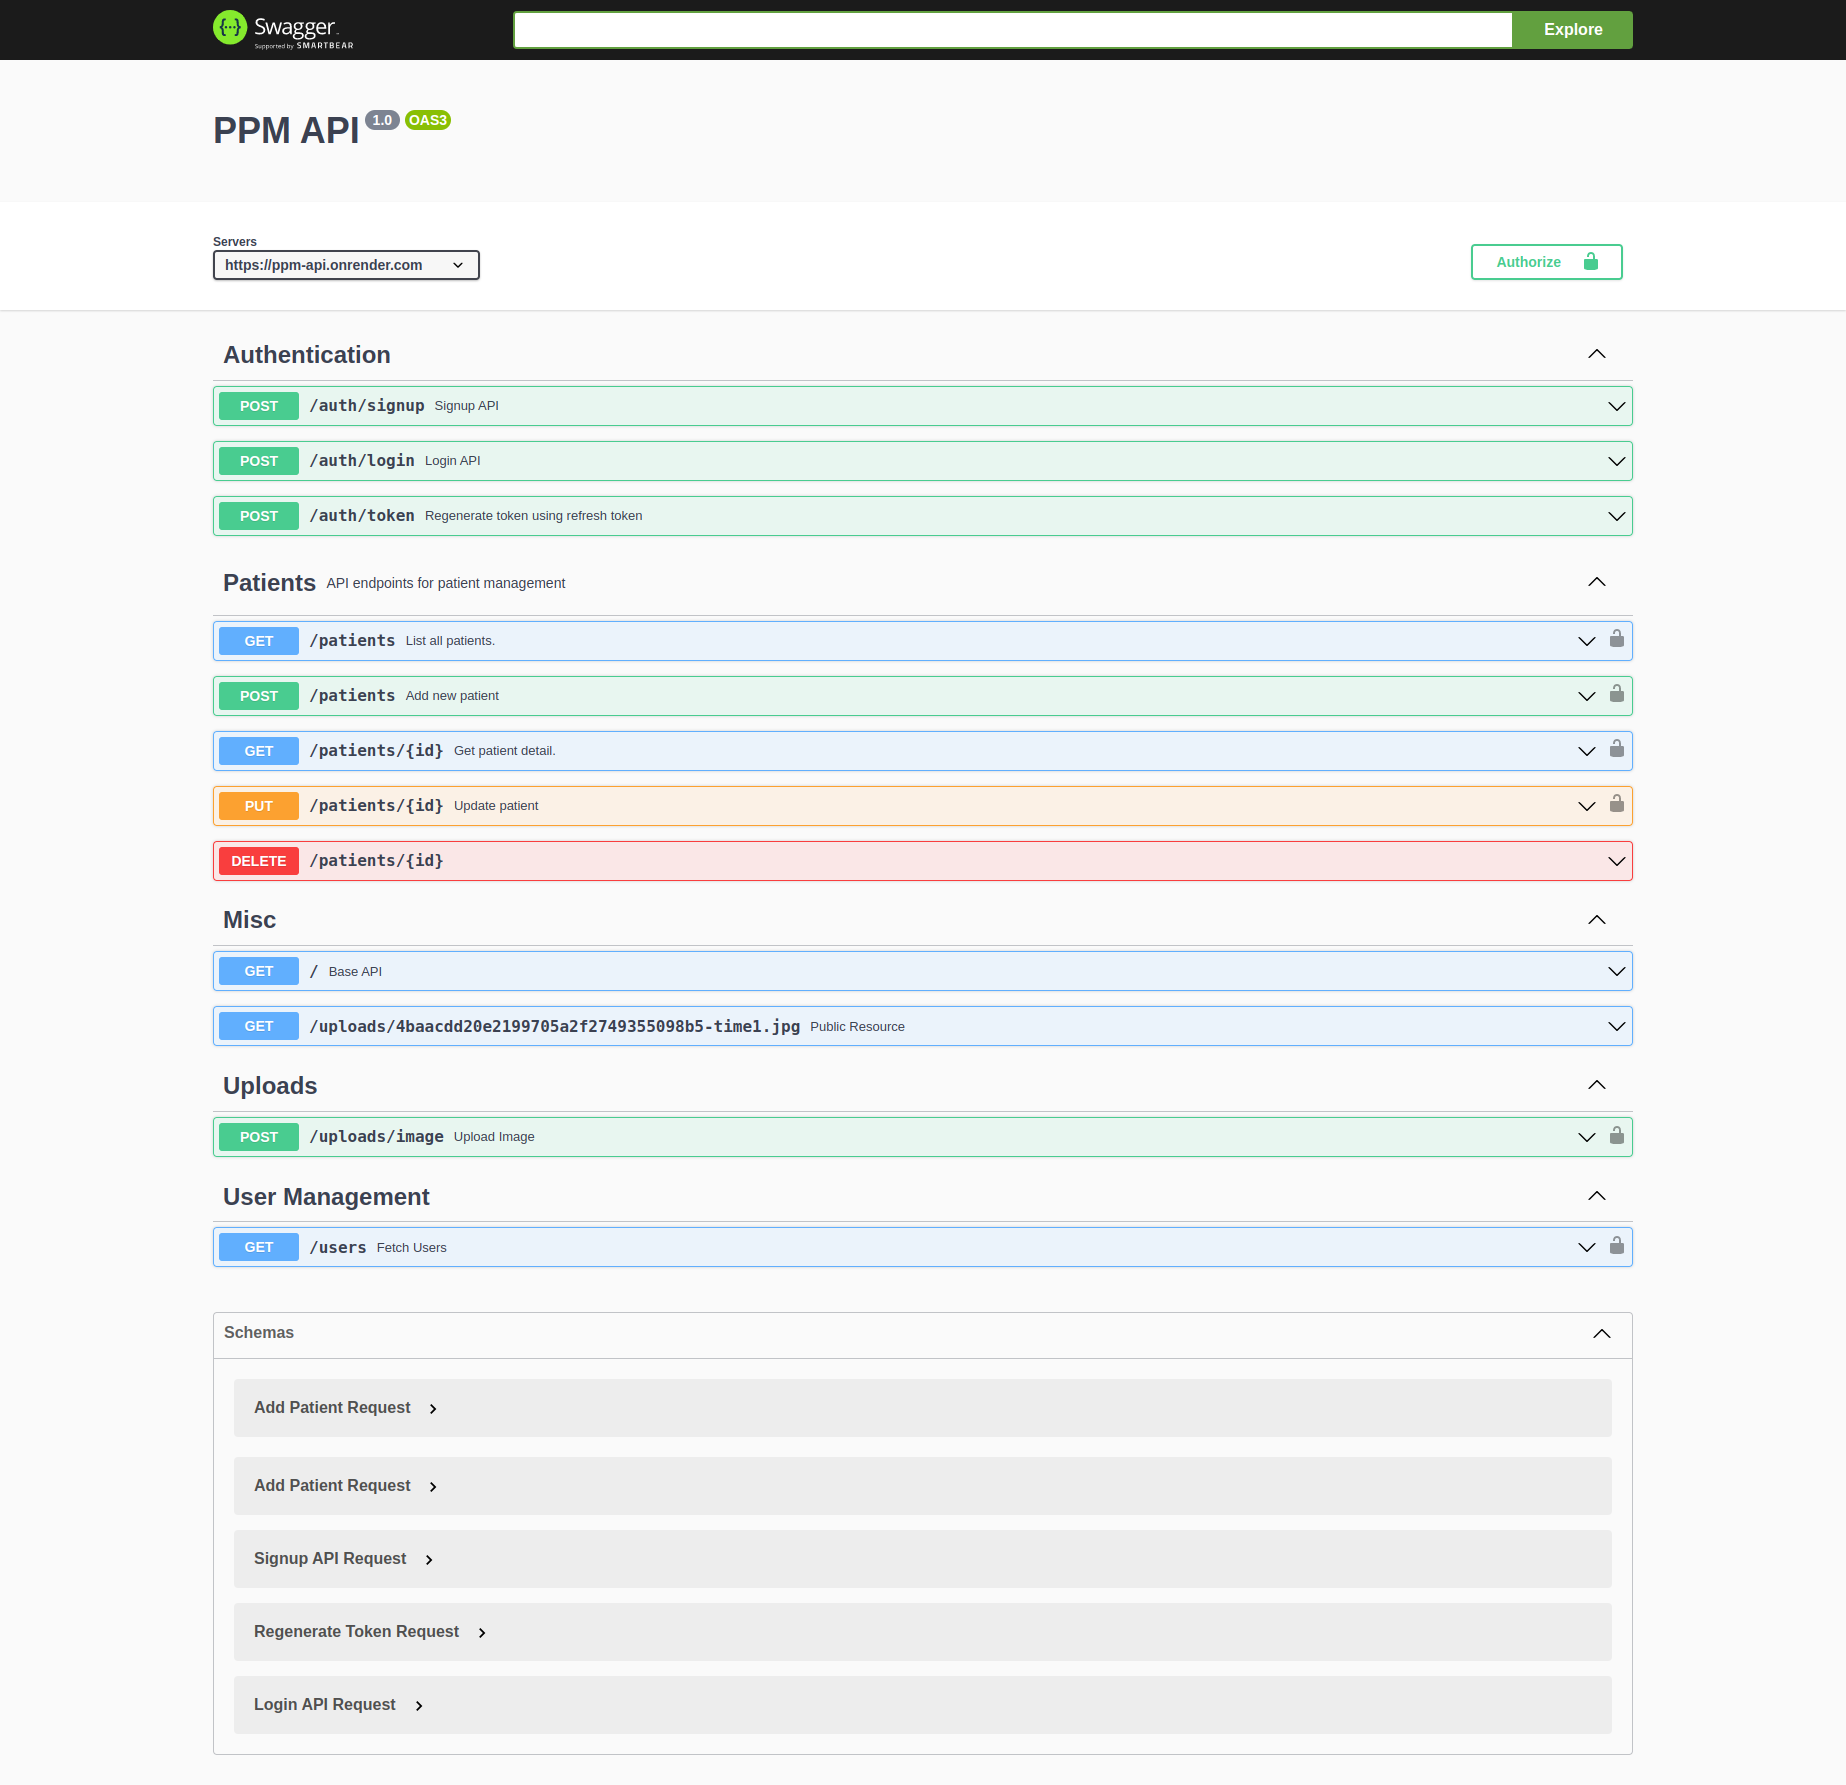 Swagger
Supported by SMARTBEAR
Explore
PPM API 1.0 OAS3
Servers
https://ppm-api.onrender.com
Authorize
Authentication
POST /auth/signup Signup API
POST /auth/login Login API
POST /auth/token Regenerate token using refresh token
Patients API endpoints for patient management
GET /patients List all patients.
POST /patients Add new patient
GET /patients/{id} Get patient detail.
PUT /patients/{id} Update patient
DELETE /patients/{id}
Misc
GET / Base API
GET /uploads/4baacdd20e2199705a2f2749355098b5-time1.jpg Public Resource
Uploads
POST /uploads/image Upload Image
User Management
GET /users Fetch Users
Schemas
Add Patient Request
Add Patient Request
Signup API Request
Regenerate Token Request
Login API Request